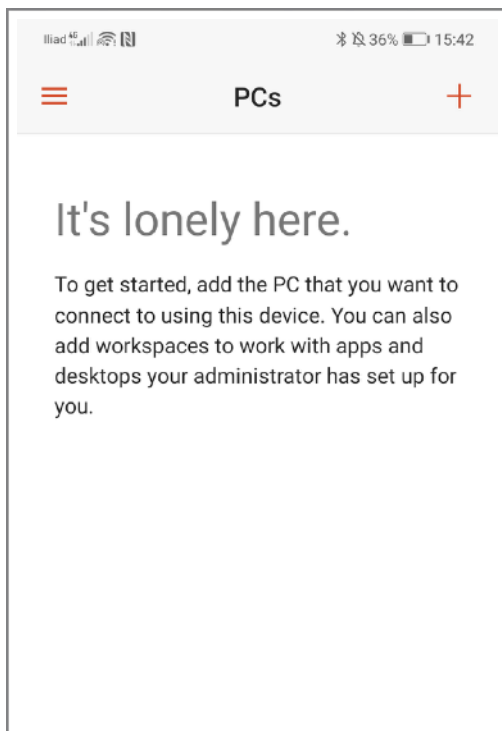 Iliad 4G 36% 15:42
PCs
It's lonely here.
To get started, add the PC that you want to
connect to using this device. You can also
add workspaces to work with apps and
desktops your administrator has set up for
you.